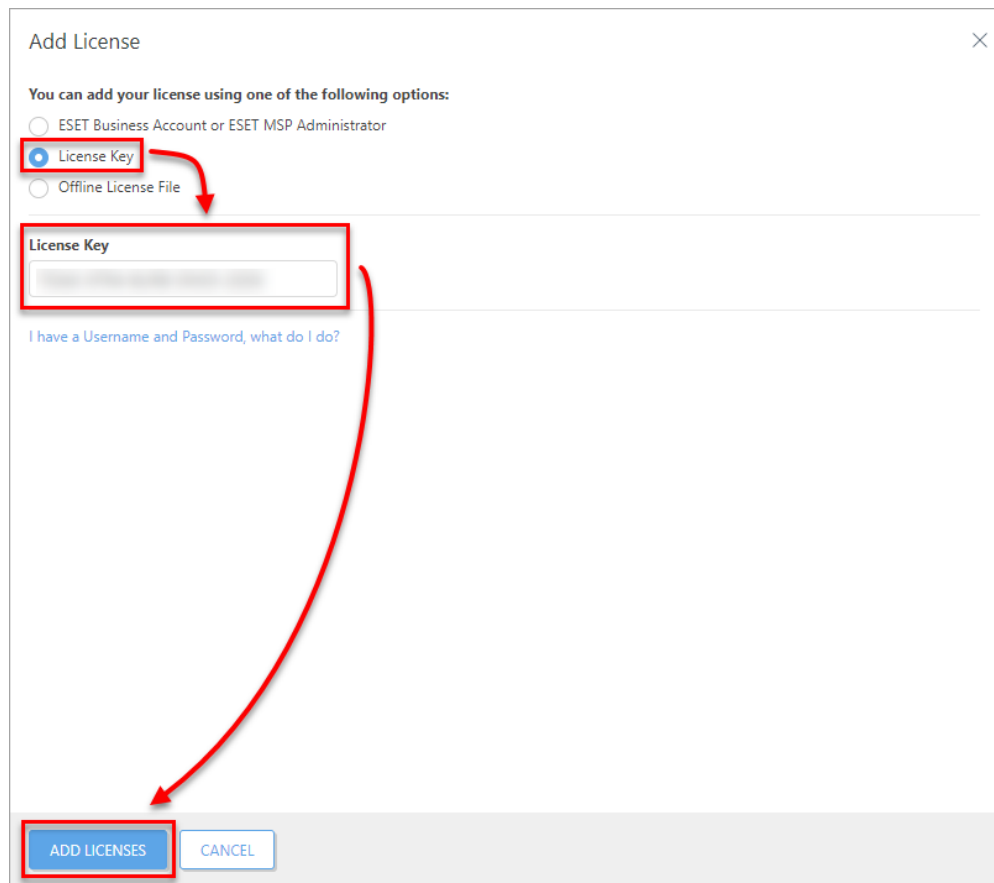 Add License
You can add your license using one of the following options:
ESET Business Account or ESET MSP Administrator
License Key
Offline License File
License Key
I have a Username and Password, what do I do?
ADD LICENSES
CANCEL